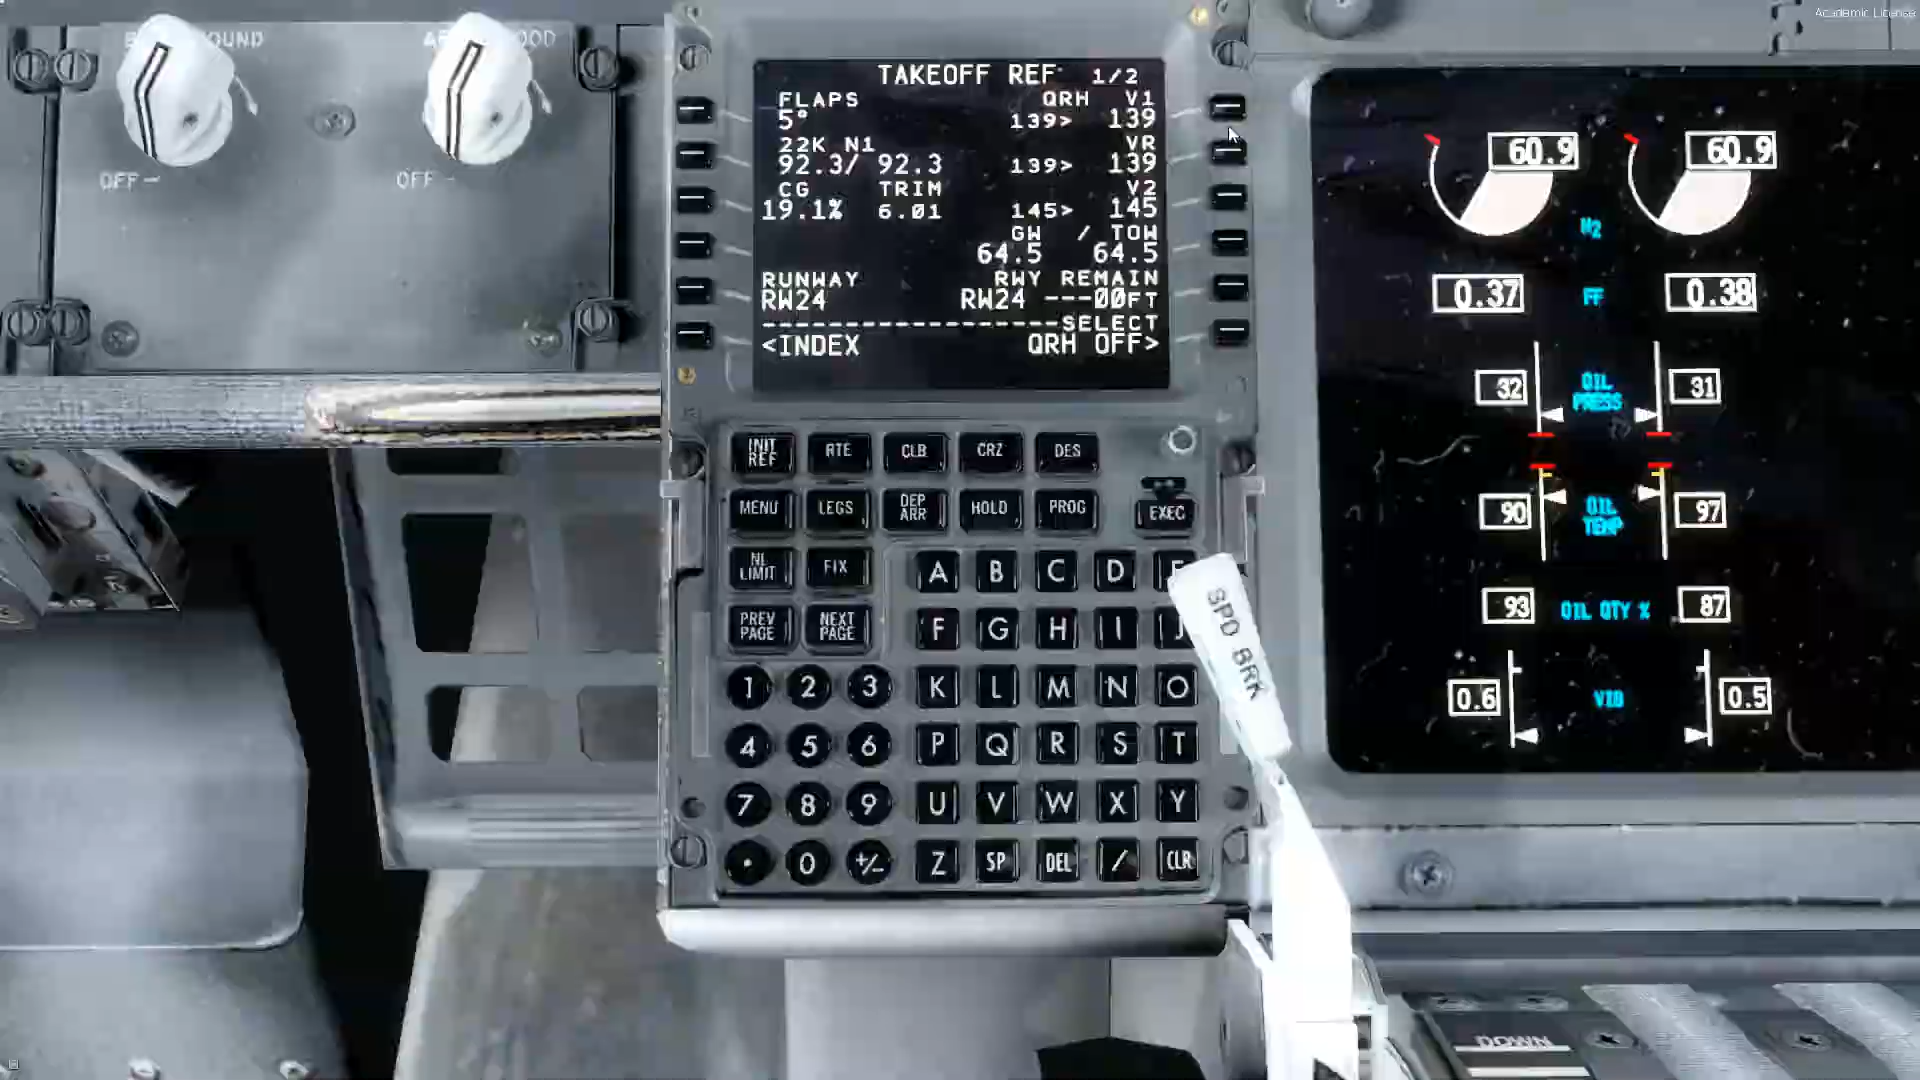 Academic License
OFF
OFF
TAKEOFF REF 1/2
FLAPS QRH V1
5° 139> 139
22K N1 VR
92.3/ 92.3 139> 139
CG TRIM V2
19.1% 6.01 145> 145
GW / TOW
64.5 64.5
RUNWAY RWY REMAIN
RW24 RW24 ---00FT
------------------SELECT
<INDEX QRH OFF>
INIT REF
RTE
CLB
CRZ
DES
MENU
LEGS
DEP ARR
HOLD
PROG
EXEC
N1 LIMIT
FIX
PREV PAGE
NEXT PAGE
A B C D E
F G H I J
1 2 3 K L M N O
4 5 6 P Q R S T
7 8 9 U V W X Y
. 0 +/- Z SP DEL / CLR
SPD BRK
60.9 60.9
N2
0.37 FF 0.38
32 OIL PRESS 31
90 OIL TEMP 97
93 OIL QTY % 87
0.6 VIB 0.5
DOWN